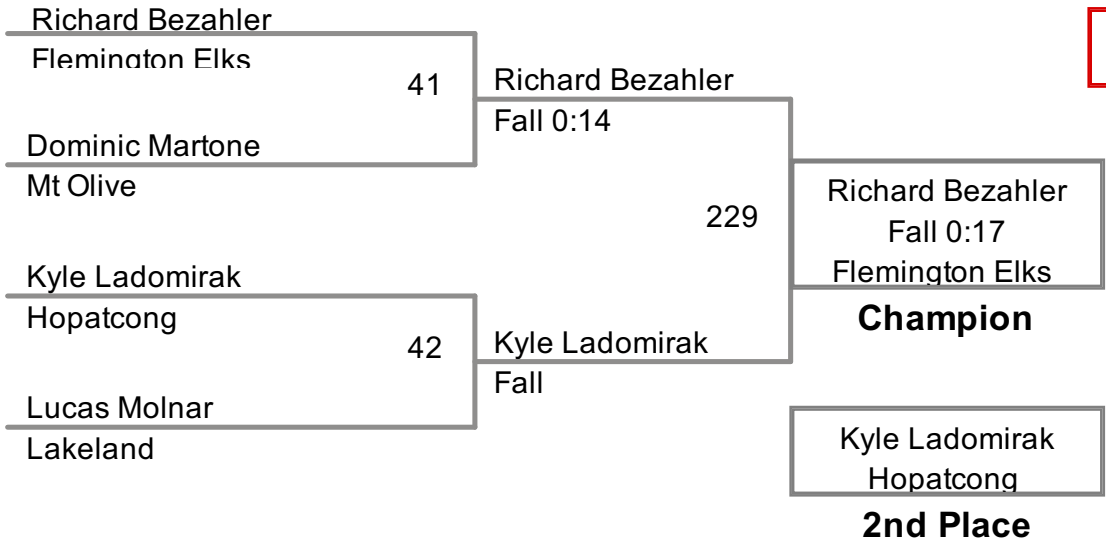 Richard Bezahler
Flemington Elks
41
Richard Bezahler
Fall 0:14
Dominic Martone
Mt Olive
229
Richard Bezahler
Fall 0:17
Flemington Elks
Champion
Kyle Ladomirak
Hopatcong
42
Kyle Ladomirak
Fall
Lucas Molnar
Lakeland
Kyle Ladomirak
Hopatcong
2nd Place